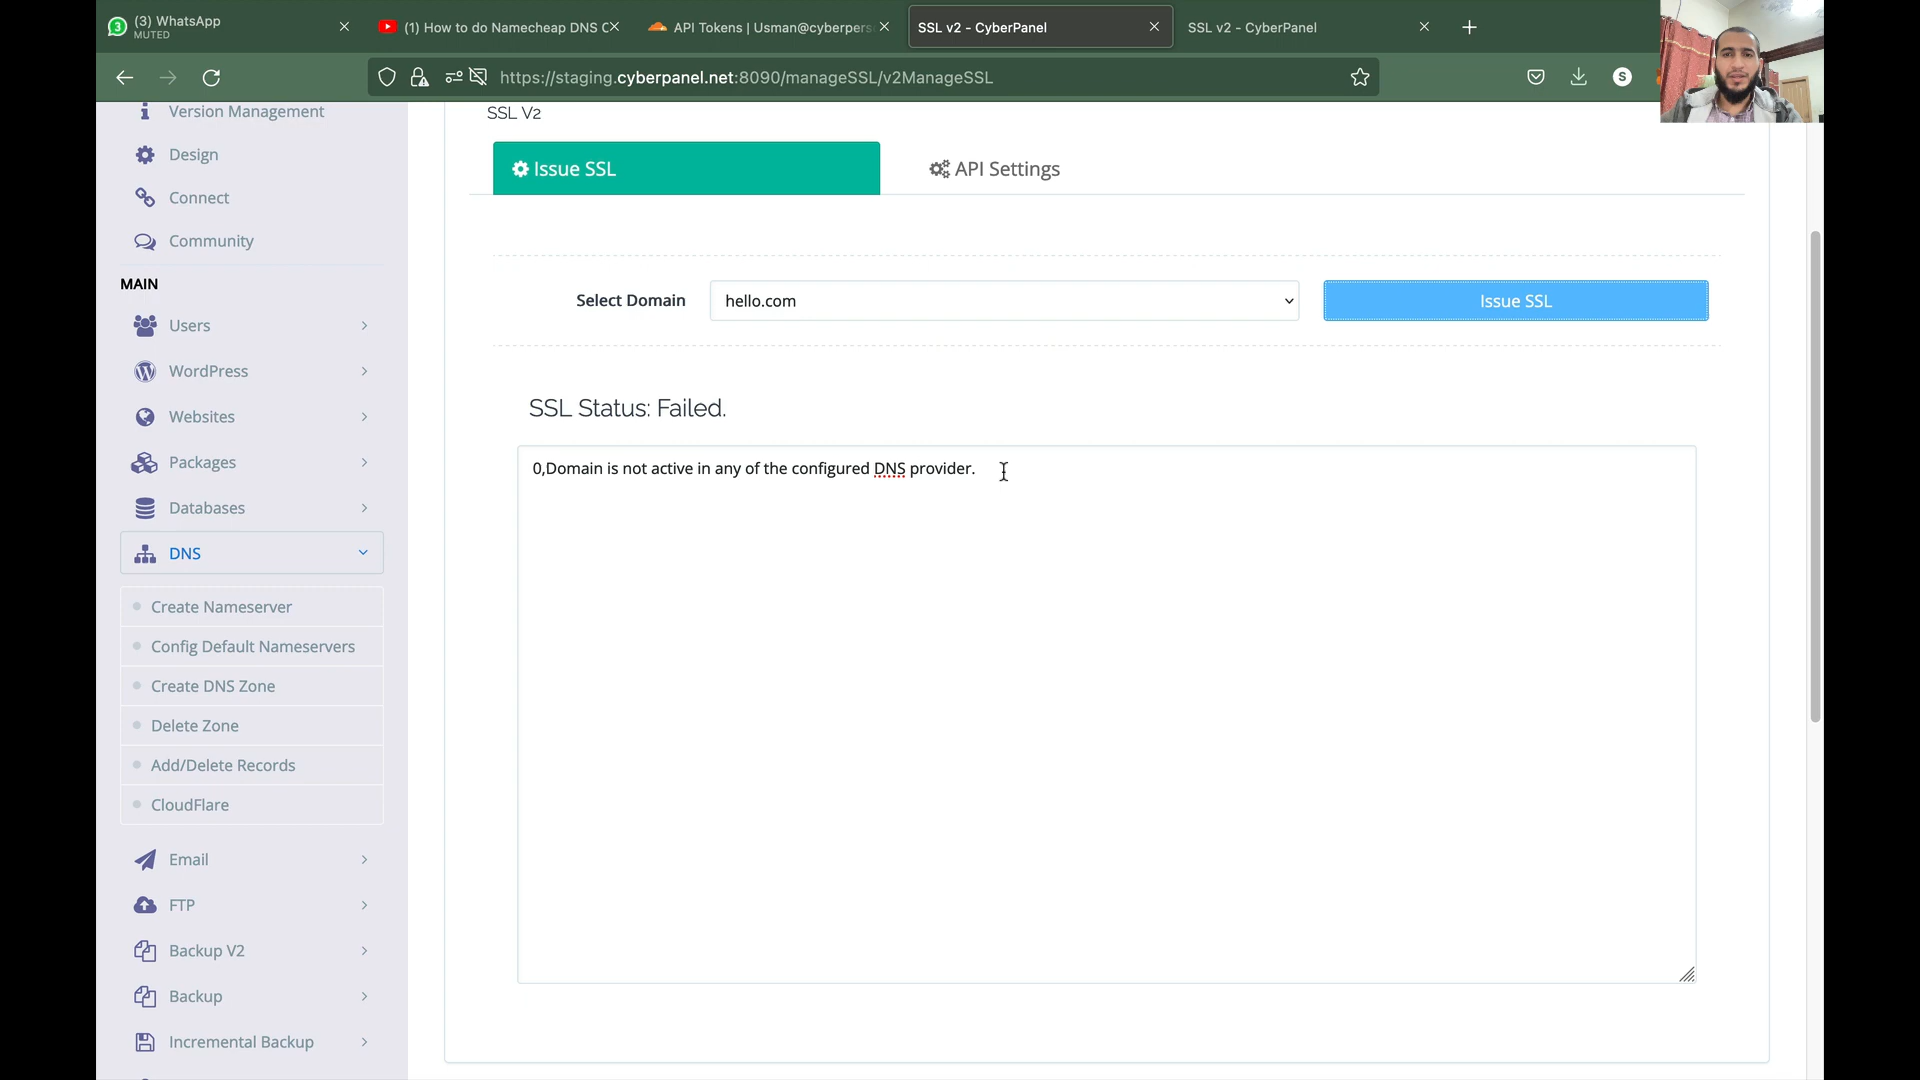 (3) WhatsApp
MUTED
(1) How to do Namecheap DNS C
API Tokens | Usman@cyberpers
SSL v2 - CyberPanel
SSL v2 - CyberPanel
https://staging.cyberpanel.net:8090/manageSSL/v2ManageSSL
S
Version Management
Design
Connect
Community
MAIN
Users
WordPress
Websites
Packages
Databases
DNS
Create Nameserver
Config Default Nameservers
Create DNS Zone
Delete Zone
Add/Delete Records
CloudFlare
Email
FTP
Backup V2
Backup
Incremental Backup
SSL V2
Issue SSL
API Settings
Select Domain
hello.com
Issue SSL
SSL Status: Failed.
0,Domain is not active in any of the configured DNS provider.